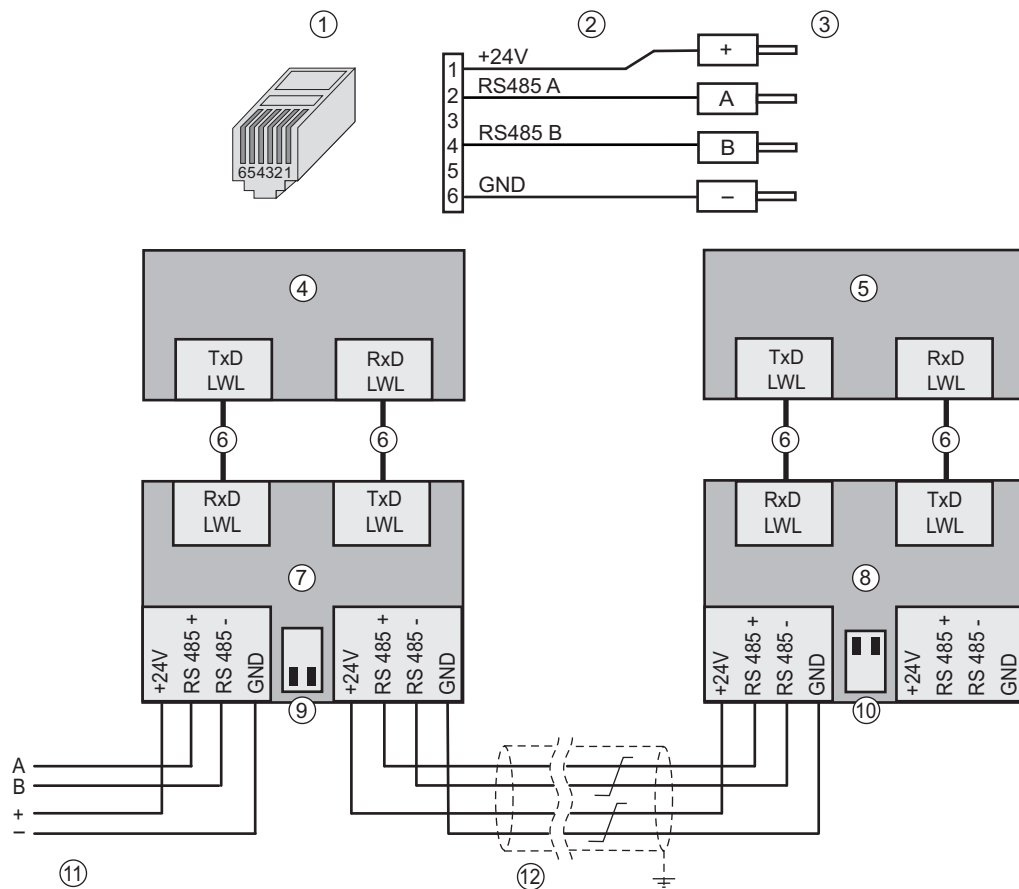 1
2
3
+24V
+
1
RS485 A
2
A
3
RS485 B
4
B
5
GND
6
–
654321
4
5
TxD
LWL
RxD
LWL
TxD
LWL
RxD
LWL
6
6
6
6
RxD
LWL
TxD
LWL
RxD
LWL
TxD
LWL
7
8
+24V
RS 485 +
RS 485 -
GND
+24V
RS 485 +
RS 485 -
GND
+24V
RS 485 +
RS 485 -
GND
+24V
RS 485 +
RS 485 -
GND
9
10
A
B
+
–
11
12